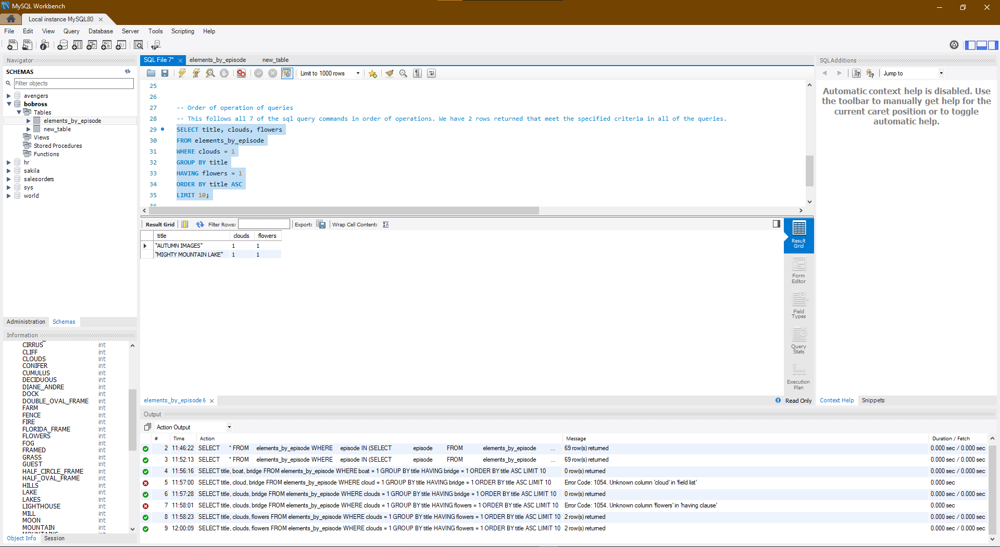 MySQL Workbench
Local instance MySQL80
File Edit View Query Database Server Tools Scripting Help
Navigator
SCHEMAS
Filter objects
avengers
bobross
Tables
elements_by_episode
new_table
Views
Stored Procedures
Functions
hr
sakila
salesorders
sys
world
Administration Schemas
Information
CIRRUS int
CLIFF int
CLOUDS int
CONIFER int
CUMULUS int
DECIDUOUS int
DIANE_ANDRE int
DOCK int
DOUBLE_OVAL_FRAME int
FARM int
FENCE int
FIRE int
FLORIDA_FRAME int
FLOWERS int
FOG int
FRAMED int
GRASS int
GUEST int
HALF_CIRCLE_FRAME int
HALF_OVAL_FRAME int
HILLS int
LAKE int
LAKES int
LIGHTHOUSE int
MILL int
MOON int
MOUNTAIN int
MOUNTAINS int
Object Info Session
SQL File 7* elements_by_episode new_table
Limit to 1000 rows
25
26
27 -- Order of operation of queries
28 -- This follows all 7 of the sql query commands in order of operations. We have 2 rows returned that meet the specified criteria in all of the queries.
29 SELECT title, clouds, flowers
30 FROM elements_by_episode
31 WHERE clouds = 1
32 GROUP BY title
33 HAVING flowers = 1
34 ORDER BY title ASC
35 LIMIT 10;
36
Result Grid Filter Rows: Export: Wrap Cell Content:
title clouds flowers
"AUTUMN IMAGES" 1 1
"MIGHTY MOUNTAIN LAKE" 1 1
Result
Grid
Form
Editor
Field
Types
Query
Stats
Execution
Plan
elements_by_episode 6
Read Only
SQLAdditions
Jump to
Automatic context help is disabled. Use
the toolbar to manually get help for the
current caret position or to toggle
automatic help.
Context Help Snippets
Output
Action Output
# Time Action Message Duration / Fetch
2 11:46:22 SELECT * FROM elements_by_episode WHERE episode IN (SELECT episode FROM elements_by_episode ... 69 row(s) returned 0.000 sec / 0.000 sec
3 11:52:13 SELECT * FROM elements_by_episode WHERE episode IN (SELECT episode FROM elements_by_episode ... 69 row(s) returned 0.000 sec / 0.000 sec
4 11:56:16 SELECT title, boat, bridge FROM elements_by_episode WHERE boat = 1 GROUP BY title HAVING bridge = 1 ORDER BY title ASC LIMIT 10 0 row(s) returned 0.000 sec / 0.000 sec
5 11:57:00 SELECT title, cloud, bridge FROM elements_by_episode WHERE cloud = 1 GROUP BY title HAVING bridge = 1 ORDER BY title ASC LIMIT 10 Error Code: 1054. Unknown column 'cloud' in 'field list' 0.000 sec
6 11:57:28 SELECT title, clouds, bridge FROM elements_by_episode WHERE clouds = 1 GROUP BY title HAVING bridge = 1 ORDER BY title ASC LIMIT 10 0 row(s) returned 0.000 sec / 0.000 sec
7 11:58:01 SELECT title, clouds, bridge FROM elements_by_episode WHERE clouds = 1 GROUP BY title HAVING flowers = 1 ORDER BY title ASC LIMIT 10 Error Code: 1054. Unknown column 'flowers' in 'having clause' 0.000 sec
8 11:58:23 SELECT title, clouds, flowers FROM elements_by_episode WHERE clouds = 1 GROUP BY title HAVING flowers = 1 ORDER BY title ASC LIMIT 10 2 row(s) returned 0.000 sec / 0.000 sec
9 12:00:09 SELECT title, clouds, flowers FROM elements_by_episode WHERE clouds = 1 GROUP BY title HAVING flowers = 1 ORDER BY title ASC LIMIT 10 2 row(s) returned 0.000 sec / 0.000 sec